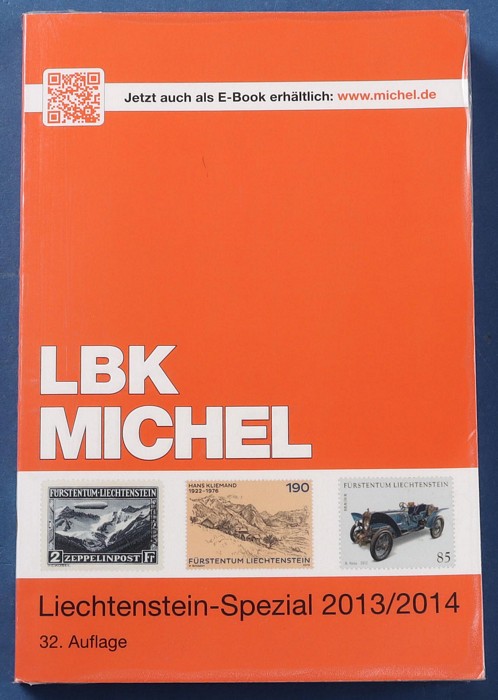 Jetzt auch als E-Book erhältlich: www.michel.de
LBK
MICHEL
FÜRSTENTUM-LIECHTENSTEIN
2 ZEPPELINPOST Fr
HANS KLIEMAND
1922-1976
190
FÜRSTENTUM LIECHTENSTEIN
FÜRSTENTUM LIECHTENSTEIN
85
Liechtenstein-Spezial 2013/2014
32. Auflage